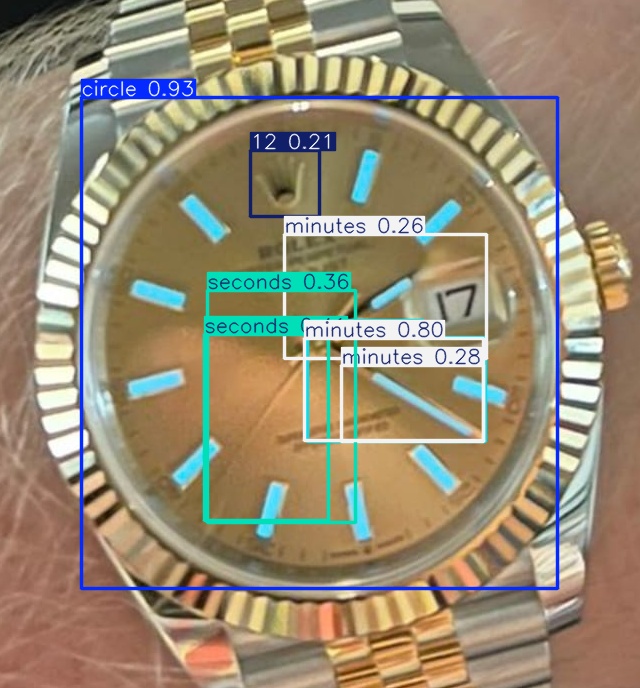 circle 0.93
12 0.21
minutes 0.26
seconds 0.36
seconds
minutes 0.80
minutes 0.28
ROLEX
17